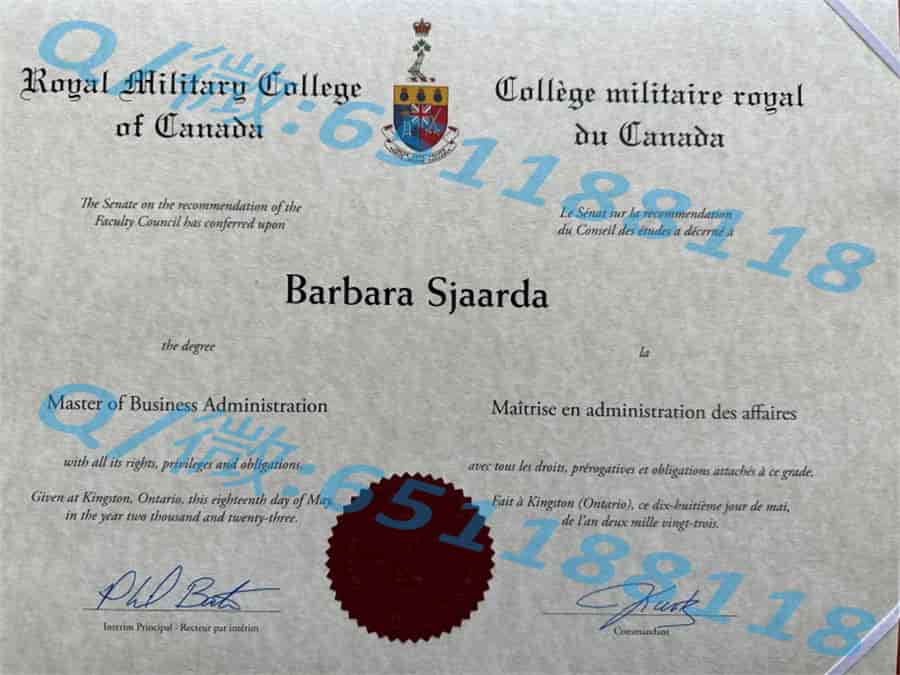 Royal Military College
of Canada
Collège militaire royal
du Canada
Q/微:651188118
The Senate on the recommendation of the
Faculty Council has conferred upon
Le Sénat sur la recommendation
du Conseil des études a décerné à
Barbara Sjaarda
the degree
la
Master of Business Administration
Maîtrise en administration des affaires
Q/微:651188118
with all its rights, privileges and obligations.
avec tous les droits, prérogatives et obligations attachés à ce grade.
Given at Kingston, Ontario, this eighteenth day of May
in the year two thousand and twenty-three.
Fait à Kingston (Ontario), ce dix-huitième jour de mai,
de l'an deux mille vingt-trois.
Interim Principal - Recteur par intérim
Commandant